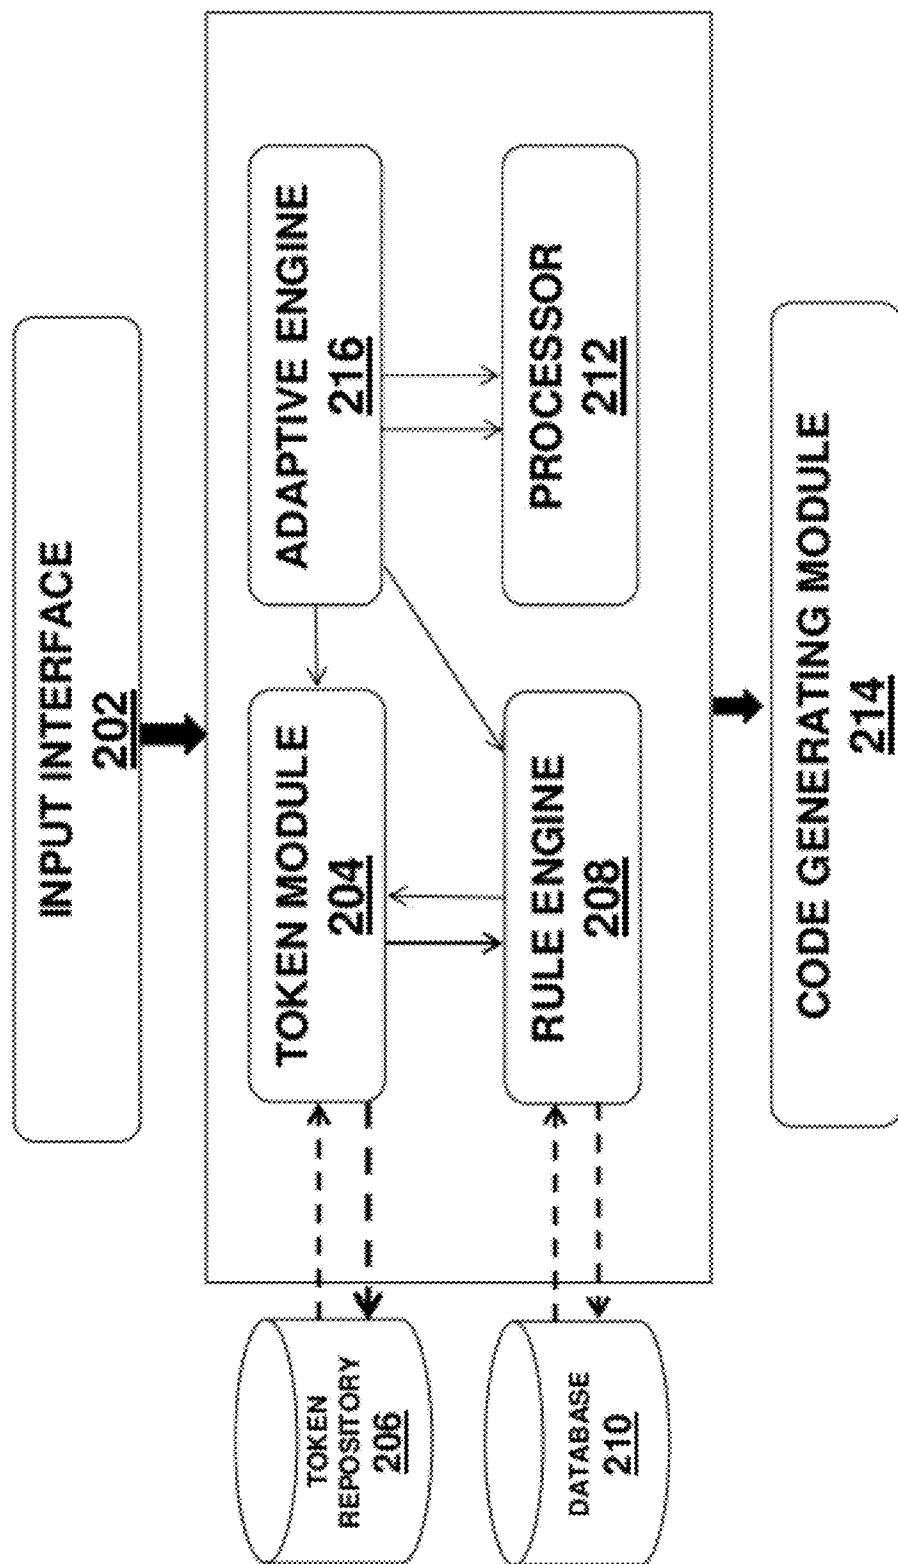 INPUT INTERFACE
202
TOKEN
REPOSITORY
206
TOKEN MODULE
204
ADAPTIVE ENGINE
216
DATABASE
210
RULE ENGINE
208
PROCESSOR
212
CODE GENERATING MODULE
214